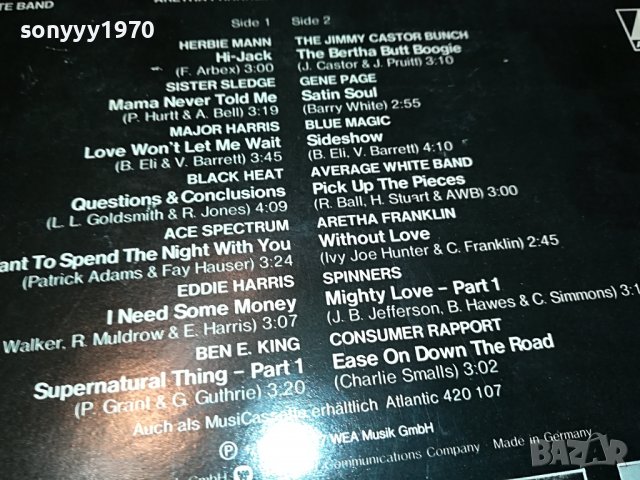 sonyyy1970
TE BAND
Side 1
HERBIE MANN
Hi-Jack
(F. Arbex) 3:00
SISTER SLEDGE
Mama Never Told Me
(P. Hurtt & A. Bell) 3:19
MAJOR HARRIS
Love Won't Let Me Wait
(B. Eli & V. Barrett) 3:45
BLACK HEAT
Questions & Conclusions
(L. L. Goldsmith & R. Jones) 4:09
ACE SPECTRUM
To Spend The Night With You
(Patrick Adams & Fay Hauser) 3:24
EDDIE HARRIS
I Need Some Money
Walker, R. Muldrow & E. Harris) 3:07
BEN E. KING
Supernatural Thing – Part 1
(P. Grant & G. Guthrie) 3:20
Side 2
THE JIMMY CASTOR BUNCH
The Bertha Butt Boogie
(J. Castor & J. Pruitt) 3:10
GENE PAGE
Satin Soul
(Barry White) 2:55
BLUE MAGIC
Sideshow
(B. Eli, V. Barrett) 4:10
AVERAGE WHITE BAND
Pick Up The Pieces
(R. Ball, H. Stuart & AWB) 3:00
ARETHA FRANKLIN
Without Love
(Ivy Joe Hunter & C. Franklin) 2:45
SPINNERS
Mighty Love – Part 1
(J. B. Jefferson, B. Hawes & C. Simmons)
CONSUMER RAPPORT
Ease On Down The Road
(Charlie Smalls) 3:02
Auch als MusiCassette erhältlich Atlantic 420 107
WEA Musik GmbH
Communications Company Made in Germany
BAZAR